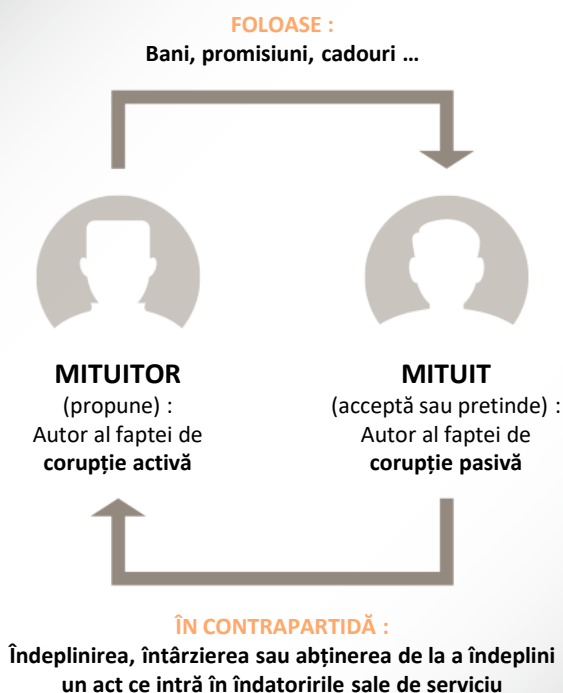 FOLOASE :
Bani, promisiuni, cadouri …
MITUITOR
(propune) :
Autor al faptei de
corupție activă
MITUIT
(acceptă sau pretinde) :
Autor al faptei de
corupție pasivă
ÎN CONTRAPARTIDĂ :
Îndeplinirea, întârzierea sau abținerea de la a îndeplini
un act ce intră în îndatoririle sale de serviciu